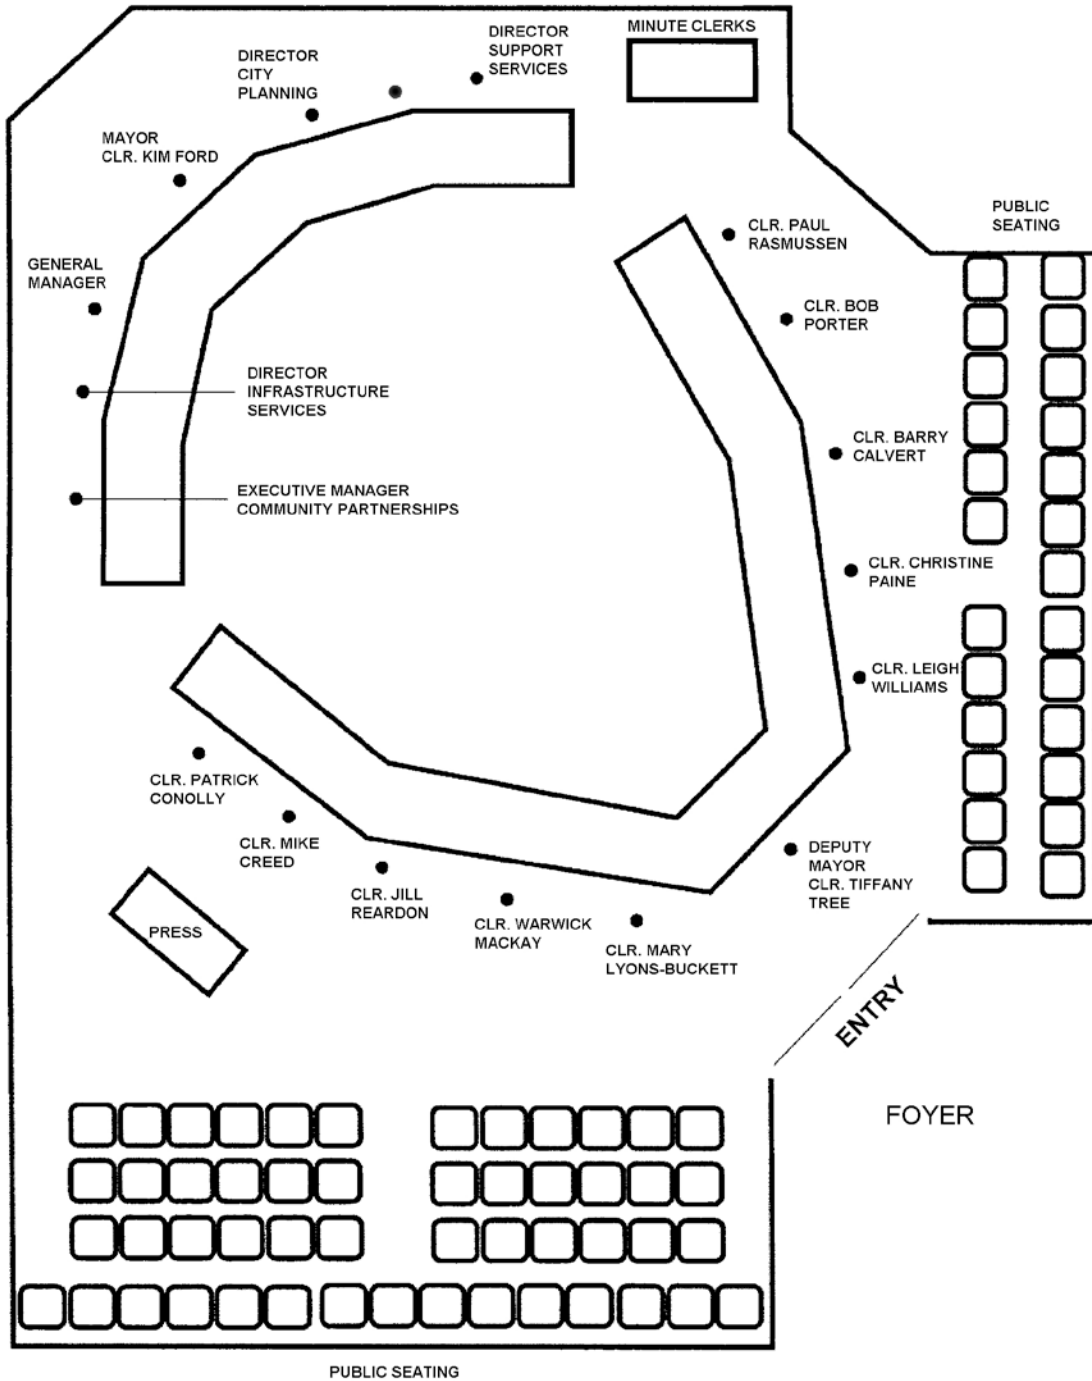 MINUTE CLERKS
DIRECTOR
SUPPORT
SERVICES
DIRECTOR
CITY
PLANNING
MAYOR
CLR. KIM FORD
GENERAL
MANAGER
DIRECTOR
INFRASTRUCTURE
SERVICES
EXECUTIVE MANAGER
COMMUNITY PARTNERSHIPS
CLR. PAUL
RASMUSSEN
PUBLIC
SEATING
CLR. BOB
PORTER
CLR. BARRY
CALVERT
CLR. CHRISTINE
PAINE
CLR. LEIGH
WILLIAMS
CLR. PATRICK
CONOLLY
CLR. MIKE
CREED
CLR. JILL
REARDON
CLR. WARWICK
MACKAY
CLR. MARY
LYONS-BUCKETT
DEPUTY
MAYOR
CLR. TIFFANY
TREE
PRESS
ENTRY
FOYER
PUBLIC SEATING